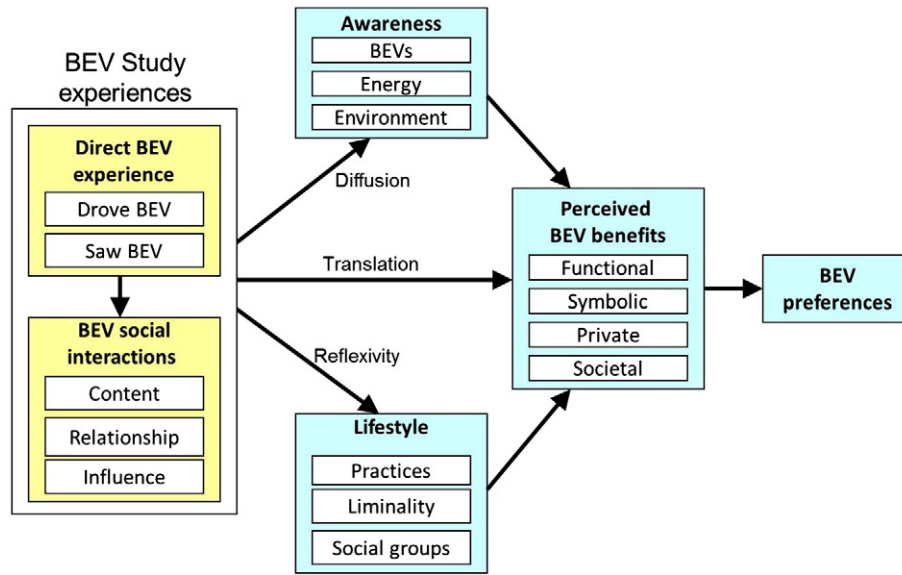 BEV Study
experiences
Direct BEV
experience
Drove BEV
Saw BEV
BEV social
interactions
Content
Relationship
Influence
Diffusion
Translation
Reflexivity
Awareness
BEVs
Energy
Environment
Lifestyle
Practices
Liminality
Social groups
Perceived
BEV benefits
Functional
Symbolic
Private
Societal
BEV
preferences